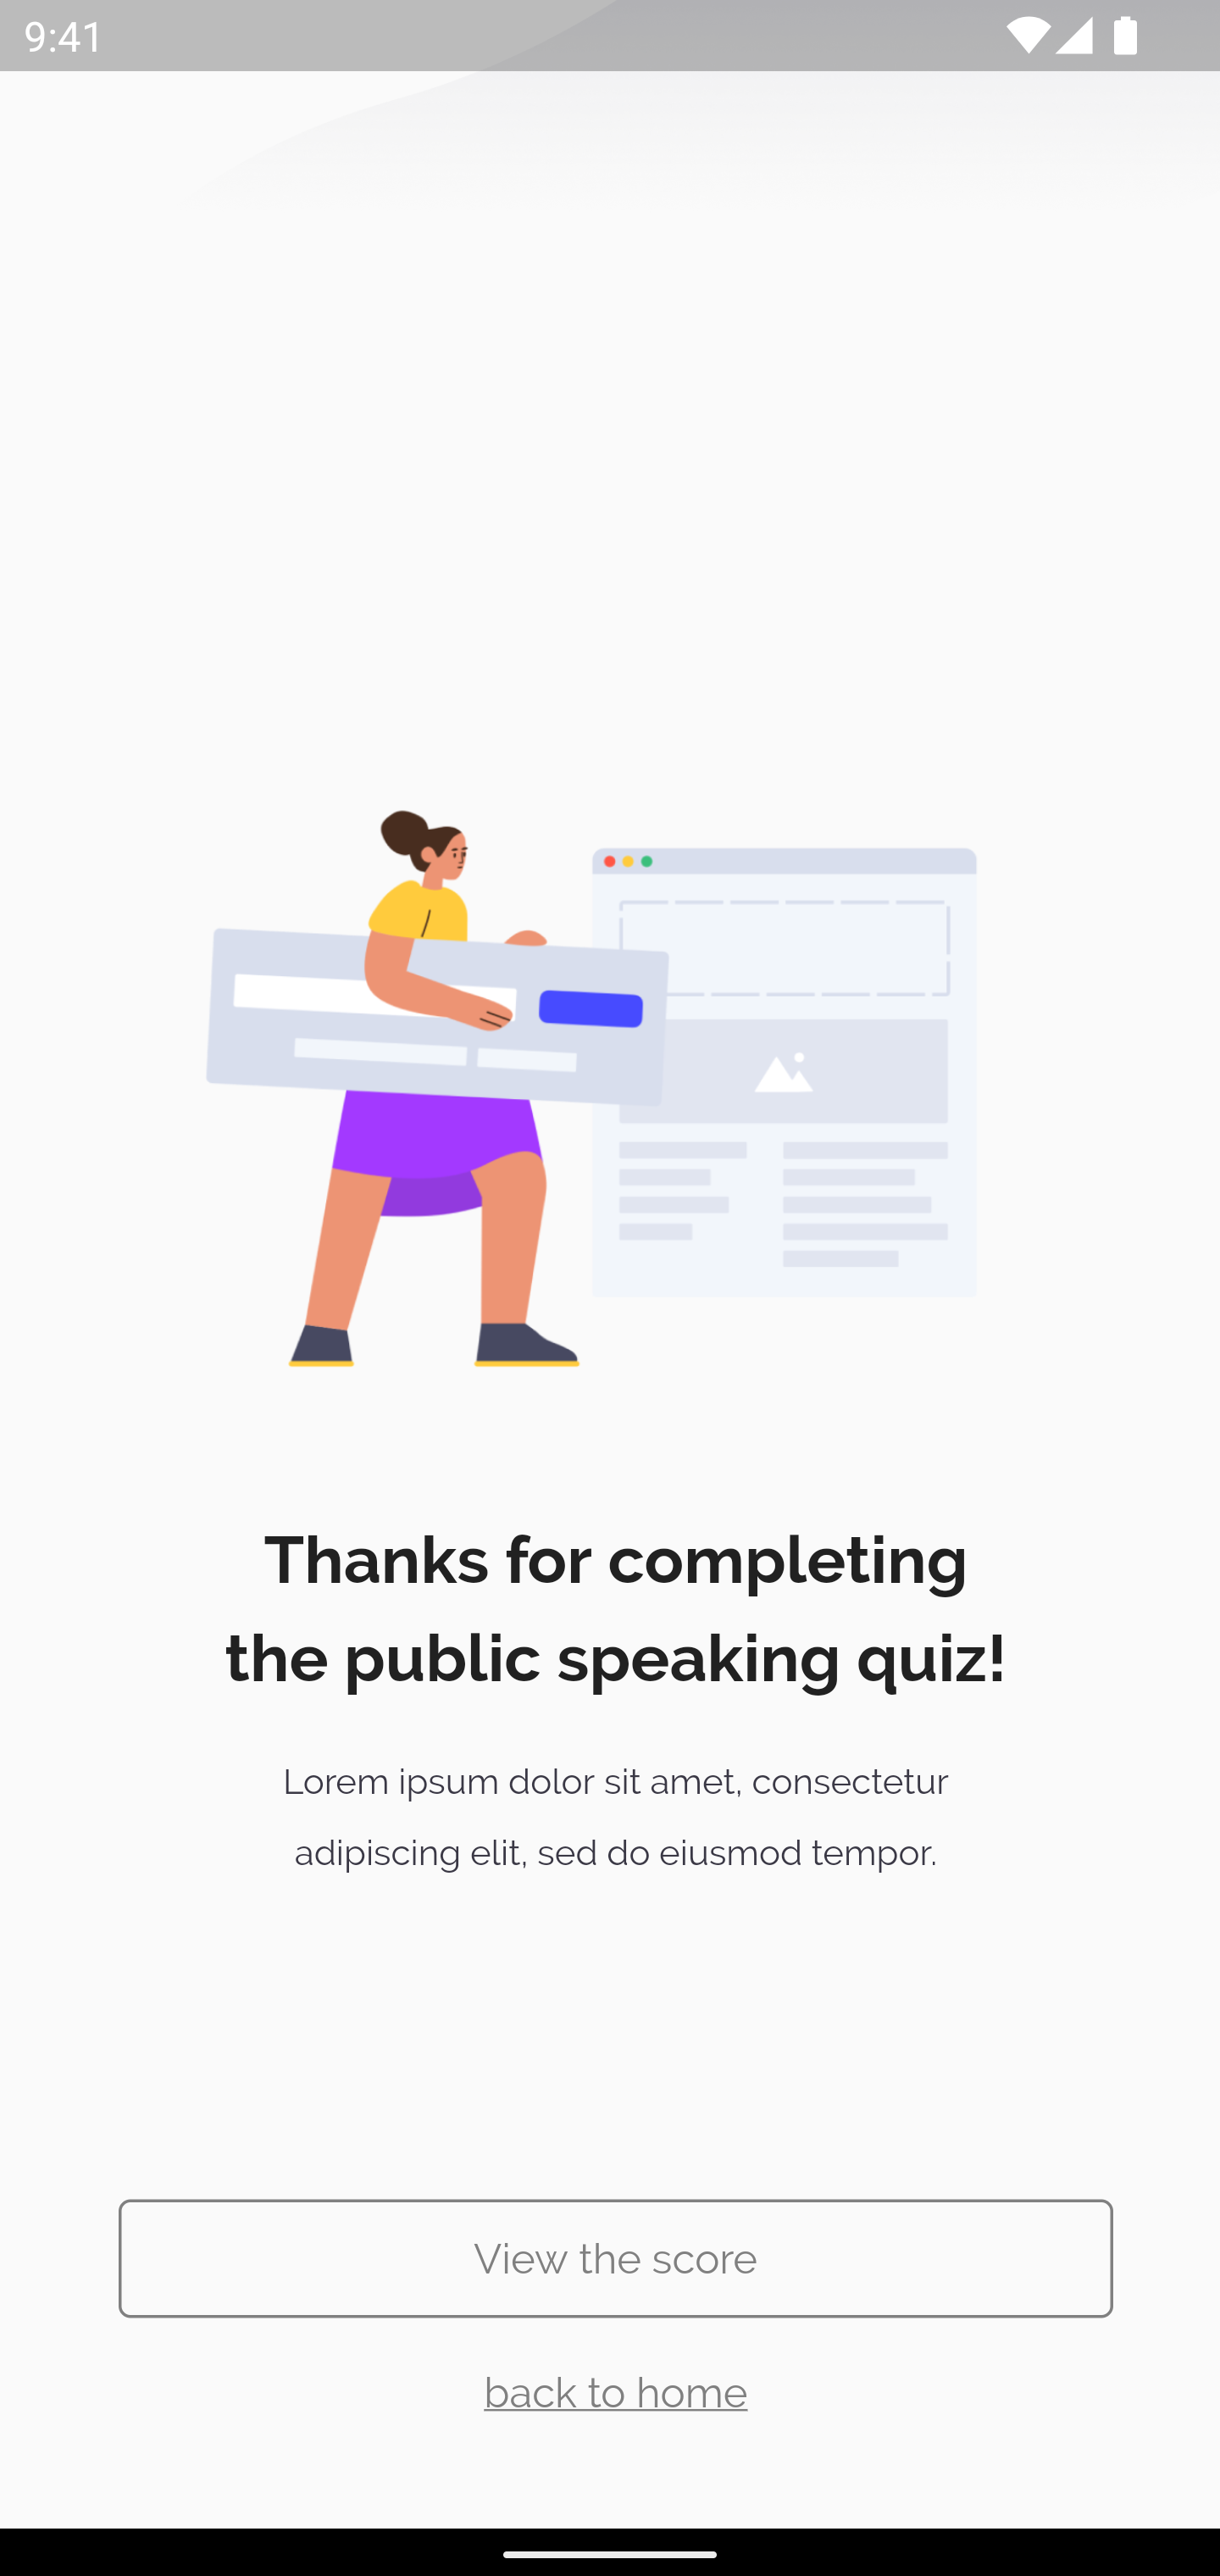 9:41
Thanks for completing
the public speaking quiz!
Lorem ipsum dolor sit amet, consectetur
adipiscing elit, sed do eiusmod tempor.
View the score
back to home